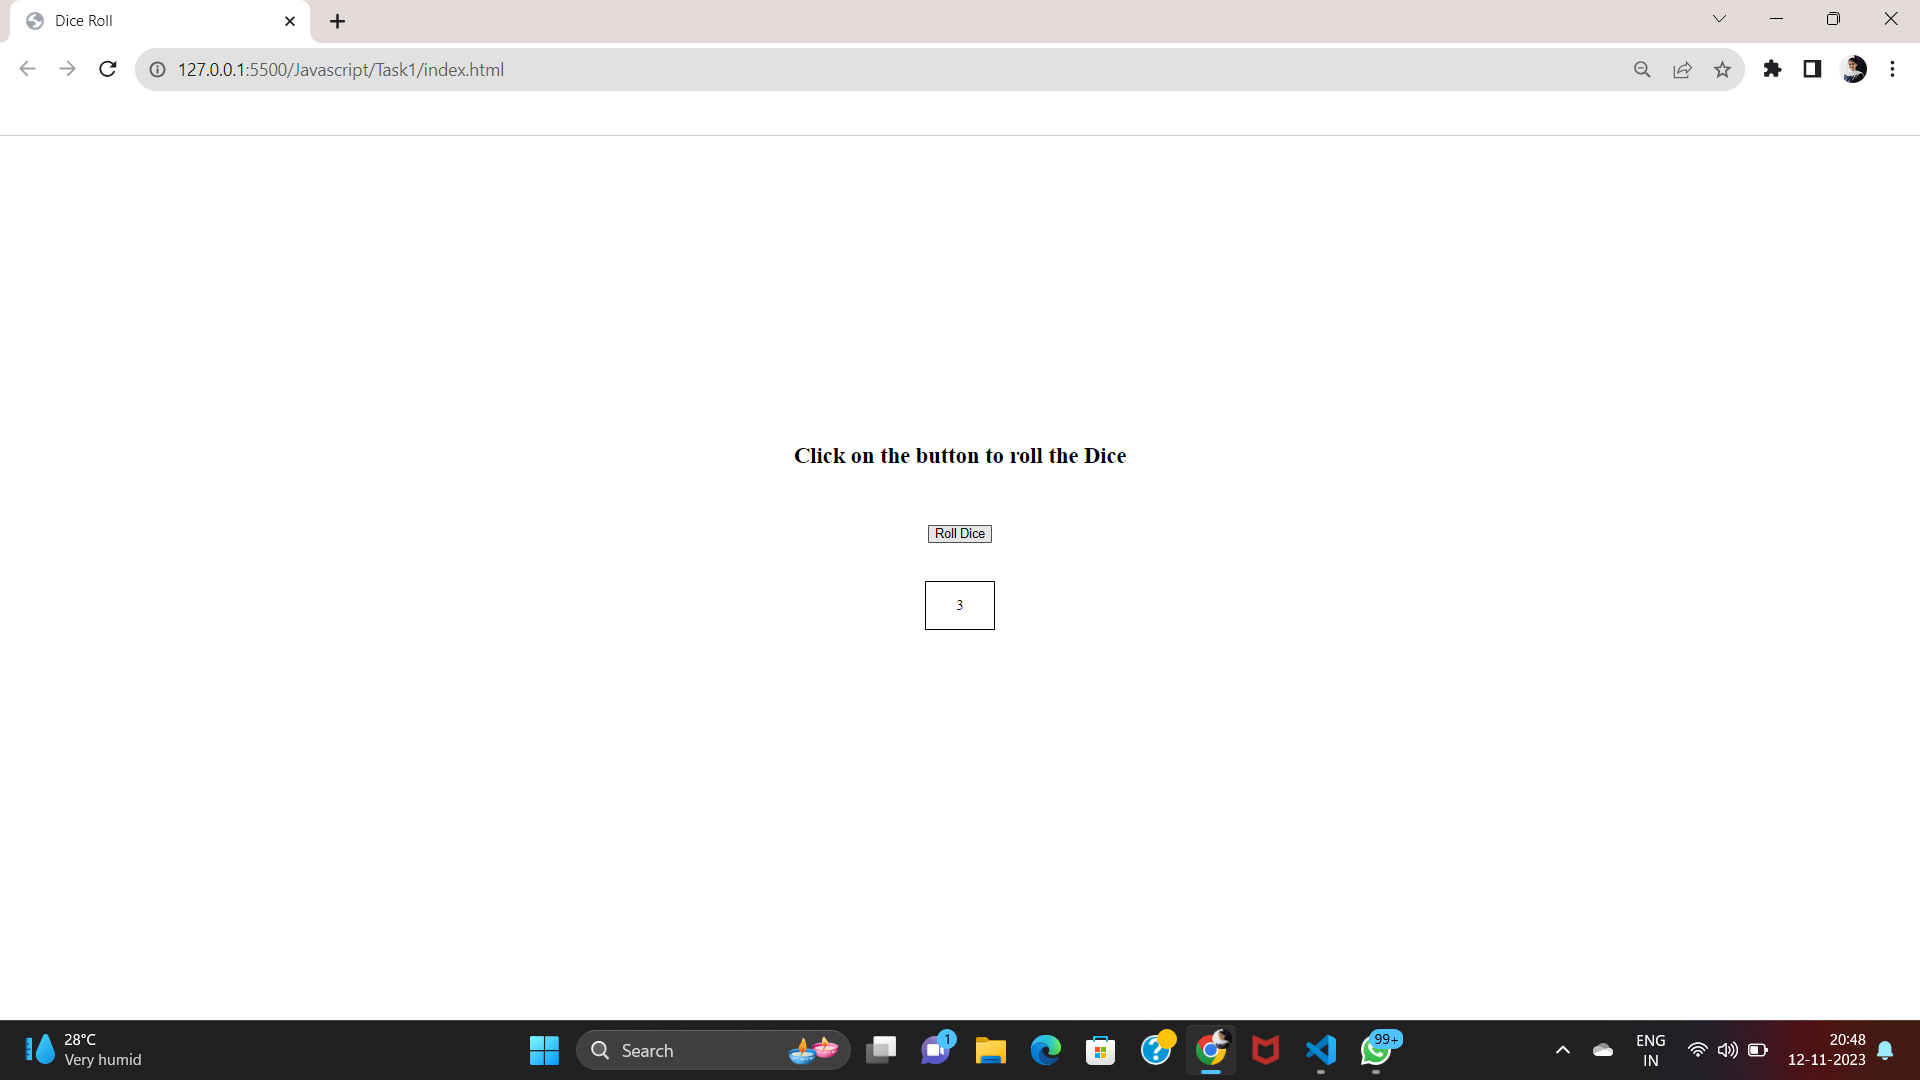 Dice Roll
127.0.0.1:5500/Javascript/Task1/index.html
Click on the button to roll the Dice
Roll Dice
3
28°C
Very humid
Search
1
99+
ENG
IN
20:48
12-11-2023